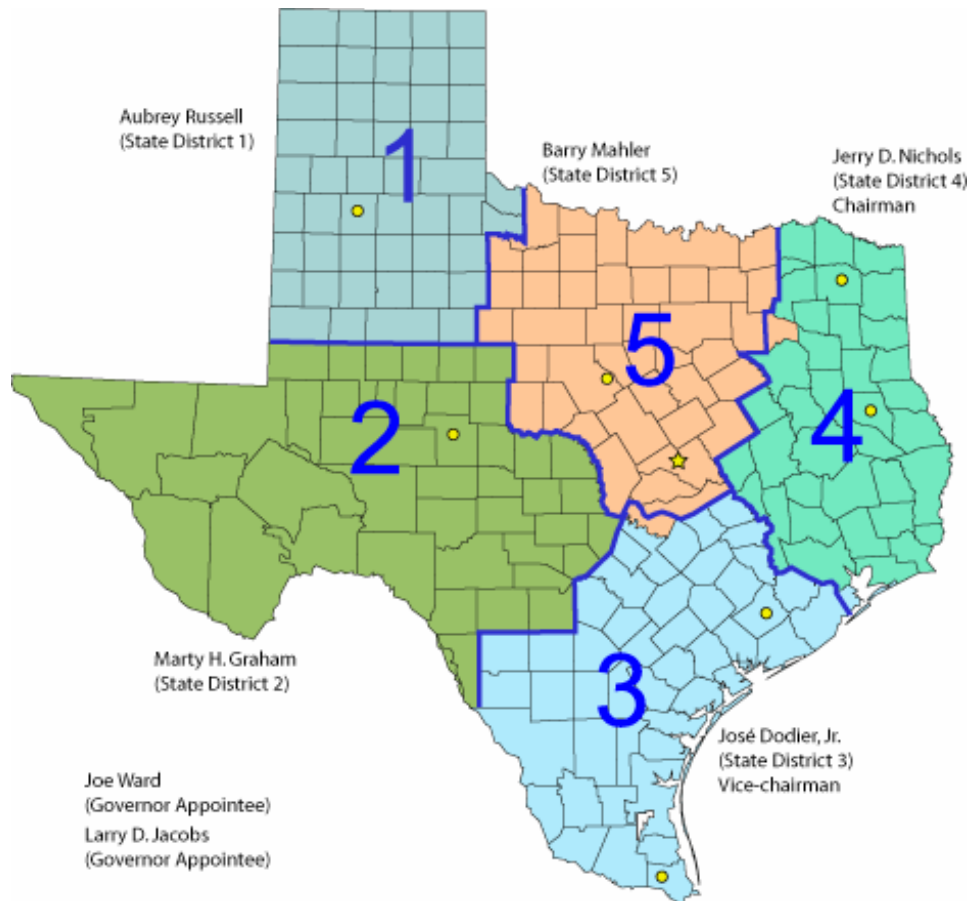 Aubrey Russell
(State District 1)
1
Barry Mahler
(State District 5)
Jerry D. Nichols
(State District 4)
Chairman
5
2
4
Marty H. Graham
(State District 2)
3
José Dodier, Jr.
(State District 3)
Vice-chairman
Joe Ward
(Governor Appointee)
Larry D. Jacobs
(Governor Appointee)